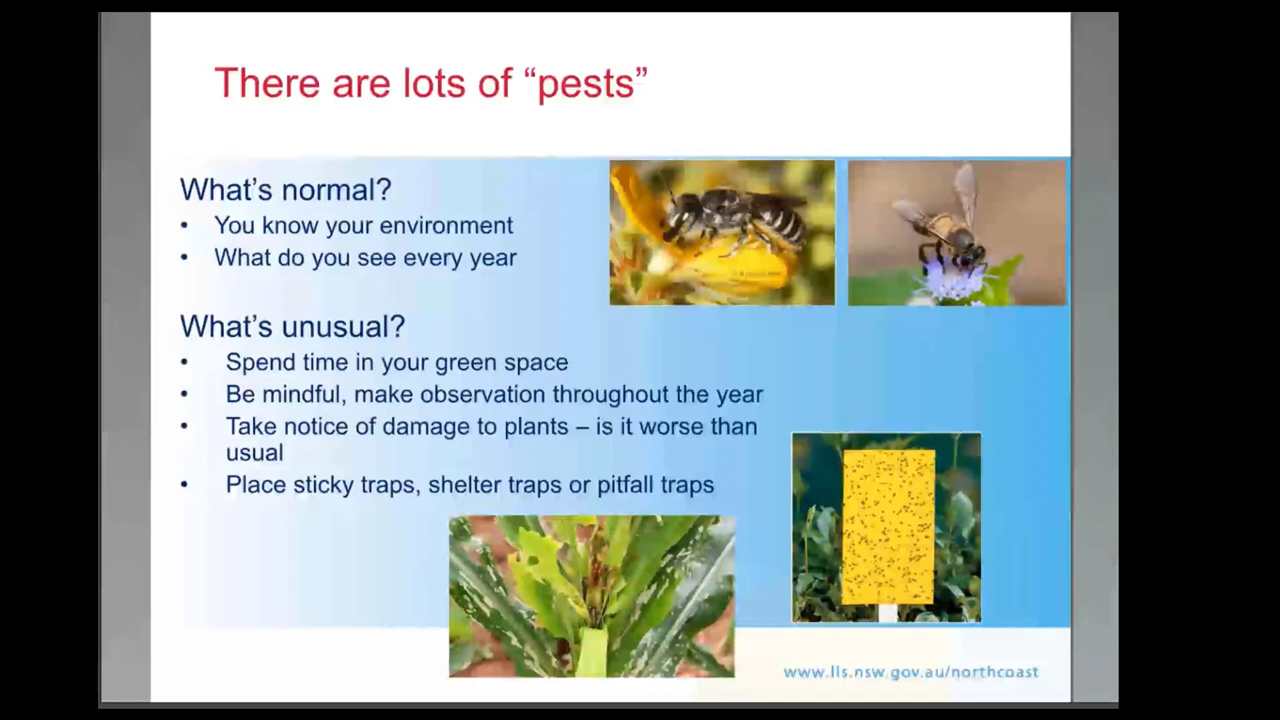 There are lots of “pests”
What’s normal?
• You know your environment
• What do you see every year
What’s unusual?
• Spend time in your green space
• Be mindful, make observation throughout the year
• Take notice of damage to plants – is it worse than
usual
• Place sticky traps, shelter traps or pitfall traps
www.lls.nsw.gov.au/northcoast